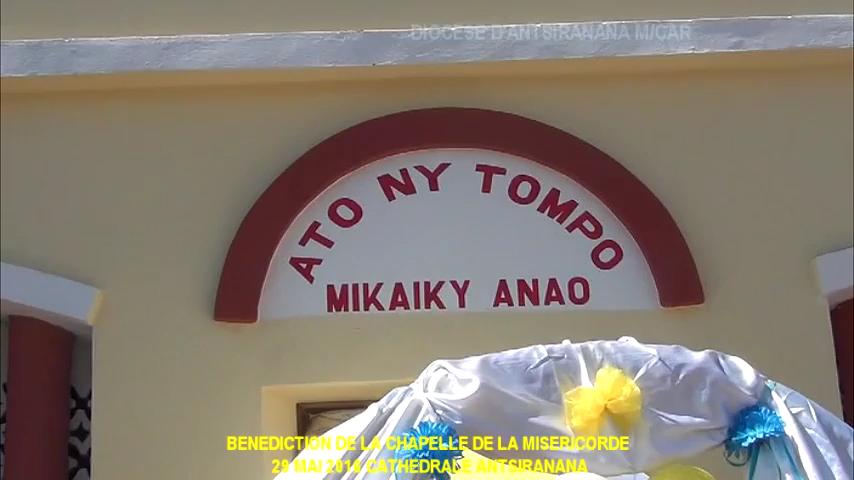 DIOCESE D'ANTSIRANANA M/CAR
ATO NY TOMPO
MIKAIKY ANAO
BENEDICTION DE LA CHAPELLE DE LA MISERICORDE
29 MAI 2016 CATHEDRALE ANTSIRANANA